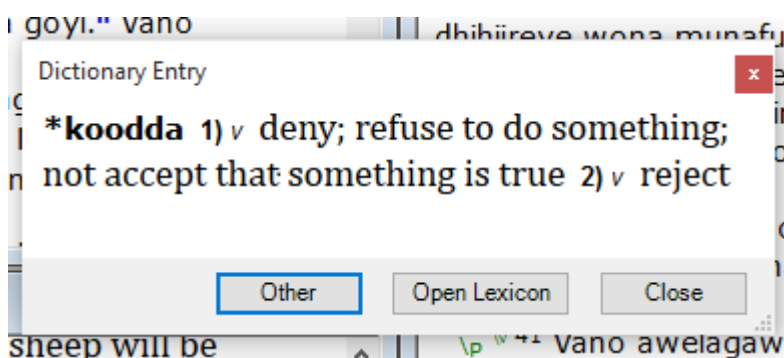 goyi." Vano
dhihiireye wona munafu
Dictionary Entry
x
*koodda 1) v deny; refuse to do something;
not accept that something is true 2) v reject
Other
Open Lexicon
Close
sheep will be
\p \v 41 Vano awelagaw